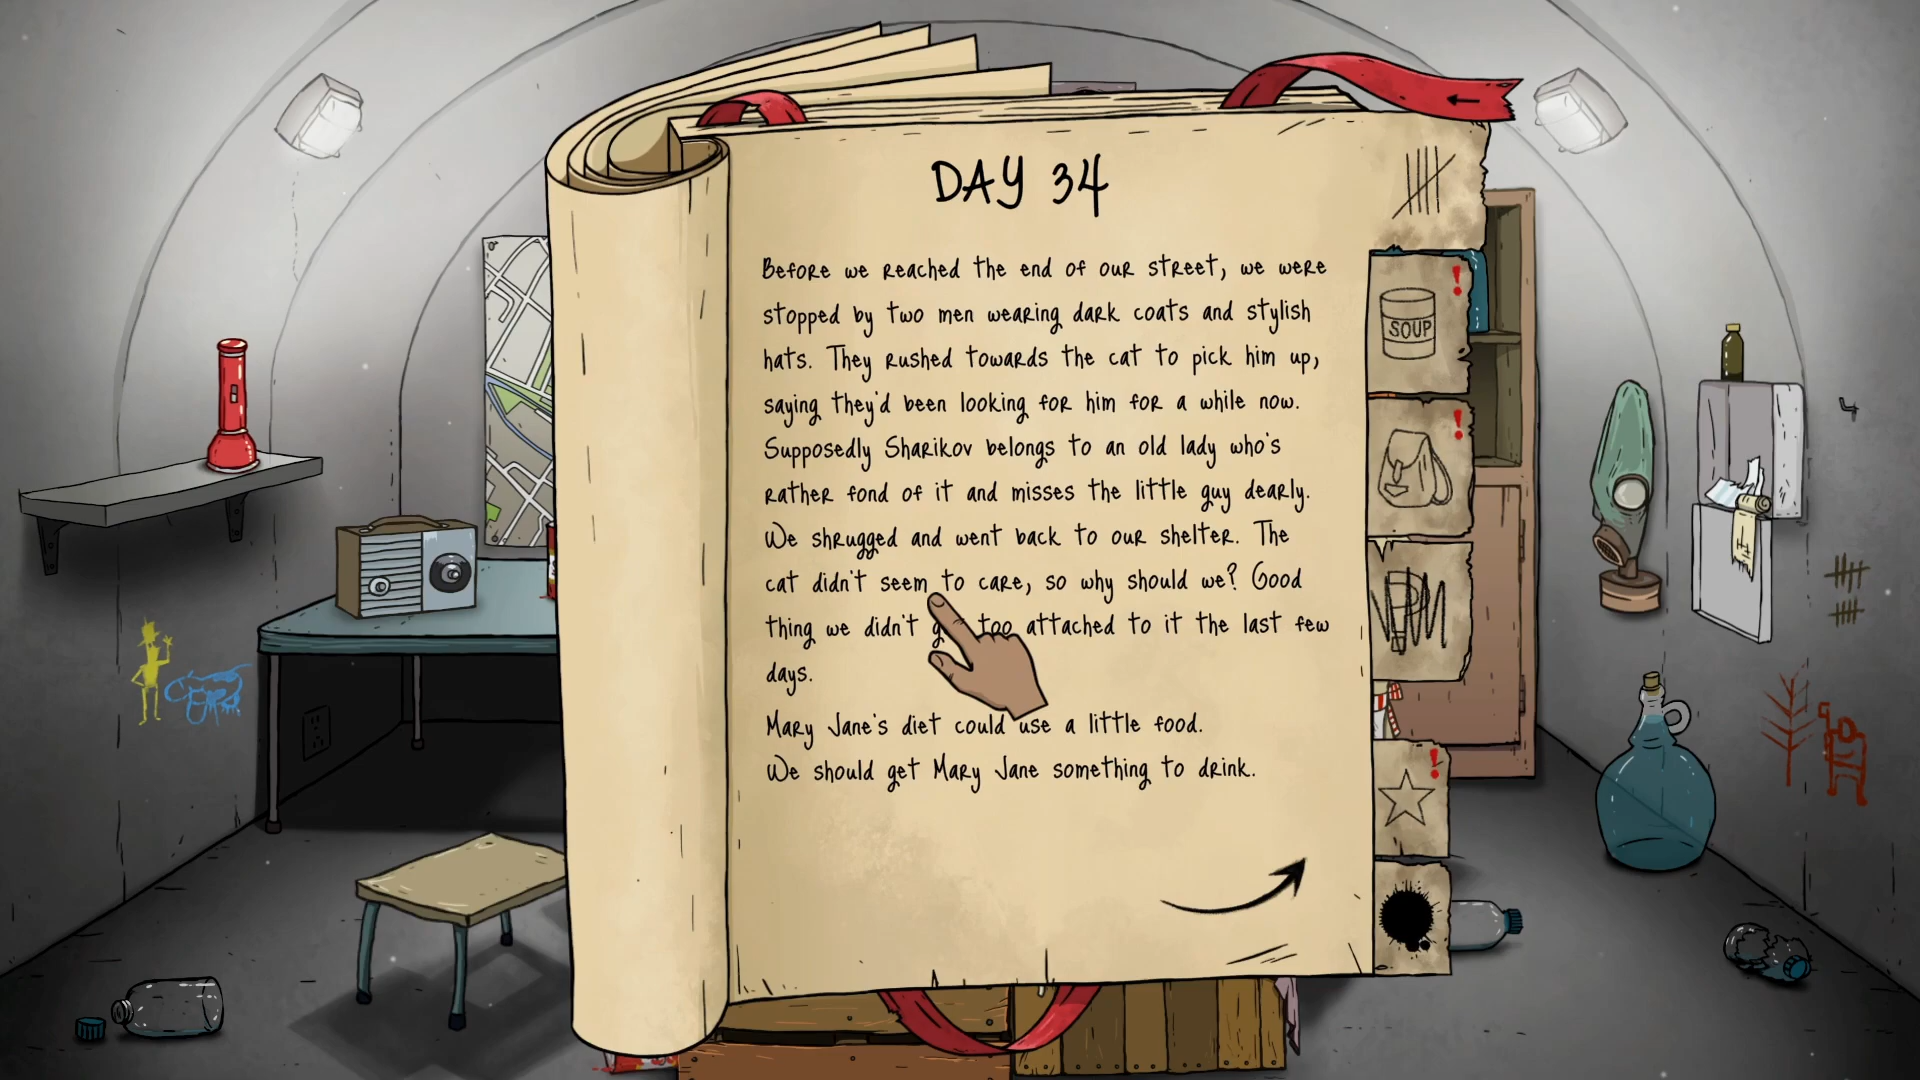 DAY 34
Before we reached the end of our street, we were
stopped by two men wearing dark coats and stylish
hats. They rushed towards the cat to pick him up,
saying they'd been looking for him for a while now.
Supposedly Sharikov belongs to an old lady who's
rather fond of it and misses the little guy dearly.
We shrugged and went back to our shelter. The
cat didn't seem to care, so why should we? Good
thing we didn't too attached to it the last few
days.
Mary Jane's diet could use a little food.
We should get Mary Jane something to drink.
!
SOUP
!
!